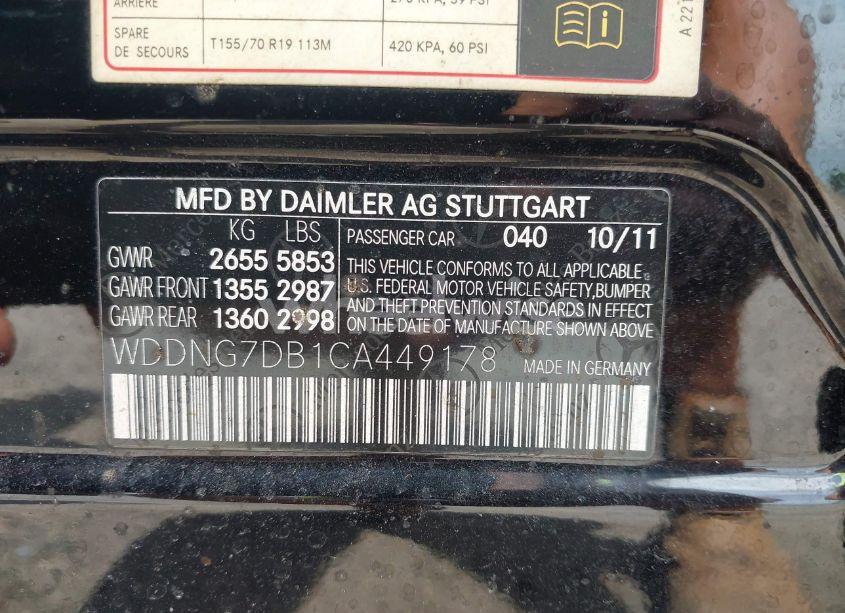 ARRIÈRE
SPARE T155/70 R19 113M 420 KPA, 60 PSI
DE SECOURS
A 221
MFD BY DAIMLER AG STUTTGART
KG LBS PASSENGER CAR 040 10/11
GVWR 2655 5853
GAWR FRONT 1355 2987
GAWR REAR 1360 2998
THIS VEHICLE CONFORMS TO ALL APPLICABLE
U.S. FEDERAL MOTOR VEHICLE SAFETY,BUMPER
AND THEFT PREVENTION STANDARDS IN EFFECT
ON THE DATE OF MANUFACTURE SHOWN ABOVE
WDDNG7DB1CA449178 MADE IN GERMANY